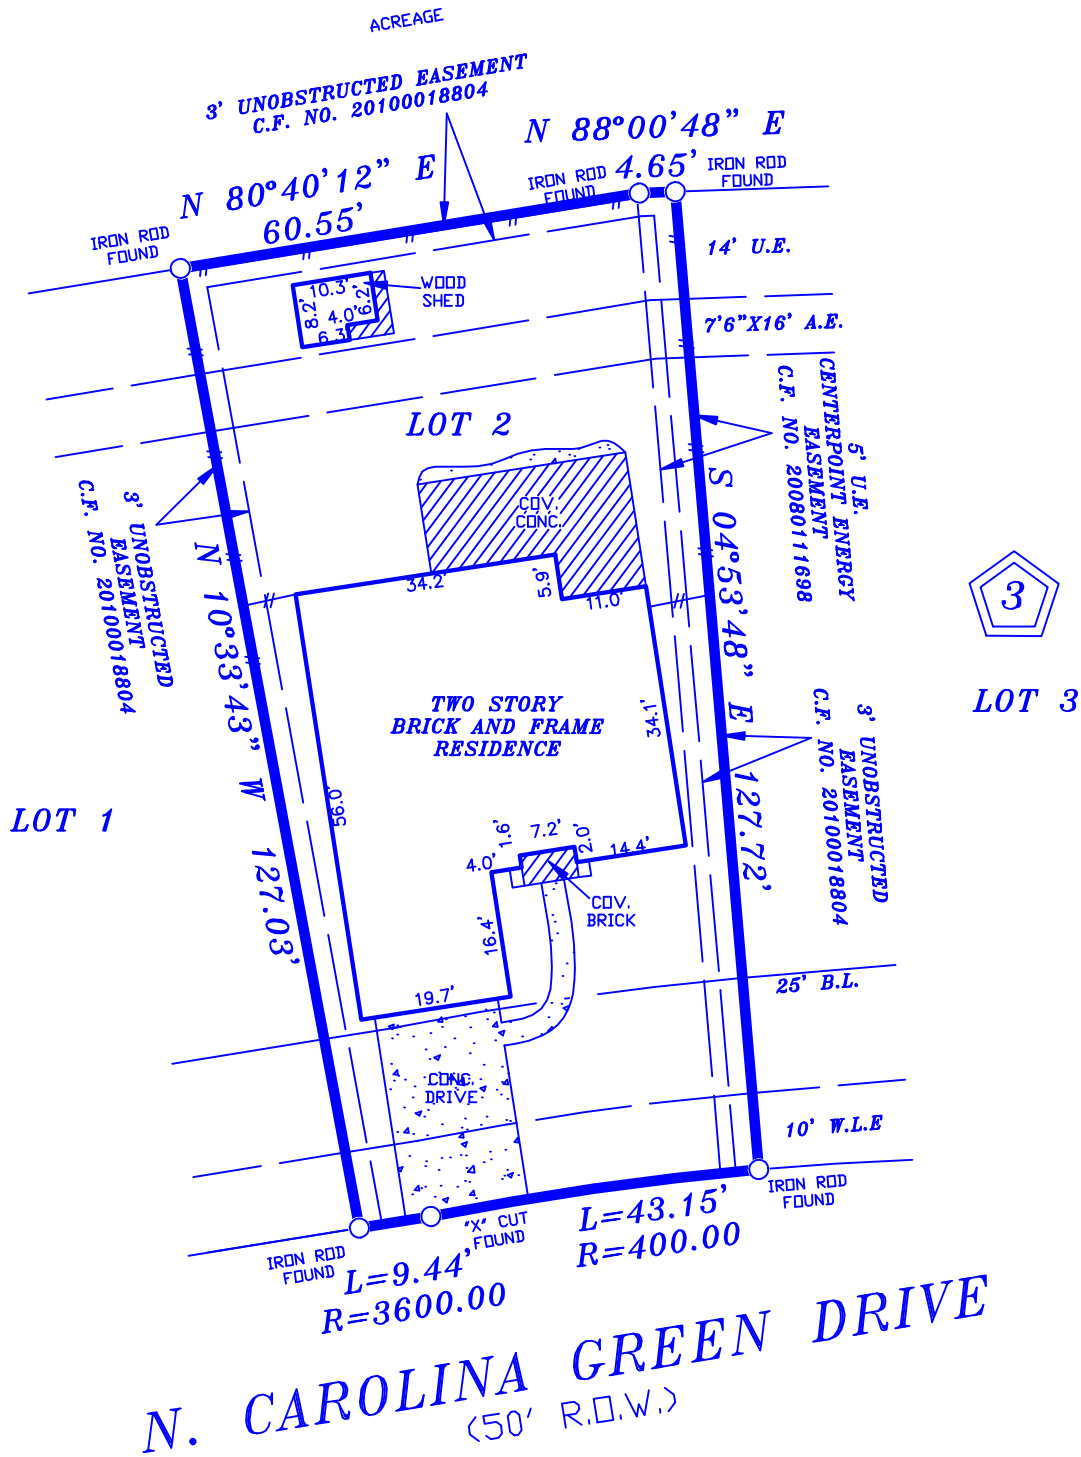 ACREAGE
3' UNOBSTRUCTED EASEMENT
C.F. NO. 20100018804
N 88°00'48" E
4.65'
N 80°40'12" E
60.55'
IRON ROD
FOUND
IRON ROD
FOUND
IRON ROD
FOUND
14' U.E.
7'6"X16' A.E.
WOOD
SHED
10.3'
8.2'
6.2'
4.0'
6.3'
LOT 2
5' U.E.
CENTERPOINT ENERGY
EASEMENT
C.F. NO. 20080111698
COV.
CONC.
3' UNOBSTRUCTED
EASEMENT
C.F. NO. 20100018804
N 10°33'43" W 127.03'
S 04°53'48" E 127.72'
34.2'
5.9'
11.0'
3
LOT 3
TWO STORY
BRICK AND FRAME
RESIDENCE
34.1'
56.0'
3' UNOBSTRUCTED
EASEMENT
C.F. NO. 20100018804
LOT 1
4.0'
1.6'
7.2'
2.0'
14.4'
COV.
BRICK
16.4'
19.7'
25' B.L.
CONC.
DRIVE
10' W.L.E
IRON ROD
FOUND
"X" CUT
FOUND
IRON ROD
FOUND
L=43.15'
R=400.00
L=9.44'
R=3600.00
N. CAROLINA GREEN DRIVE
(50' R.O.W.)